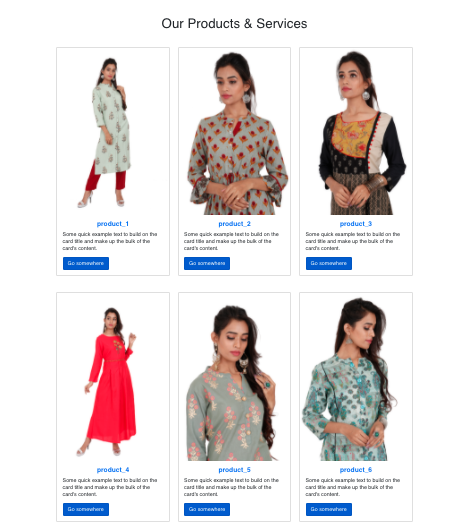 Our Products & Services
product_1
Some quick example text to build on the
card title and make up the bulk of the
card's content.
Go somewhere
product_2
Some quick example text to build on the
card title and make up the bulk of the
card's content.
Go somewhere
product_3
Some quick example text to build on the
card title and make up the bulk of the
card's content.
Go somewhere
product_4
Some quick example text to build on the
card title and make up the bulk of the
card's content.
Go somewhere
product_5
Some quick example text to build on the
card title and make up the bulk of the
card's content.
Go somewhere
product_6
Some quick example text to build on the
card title and make up the bulk of the
card's content.
Go somewhere